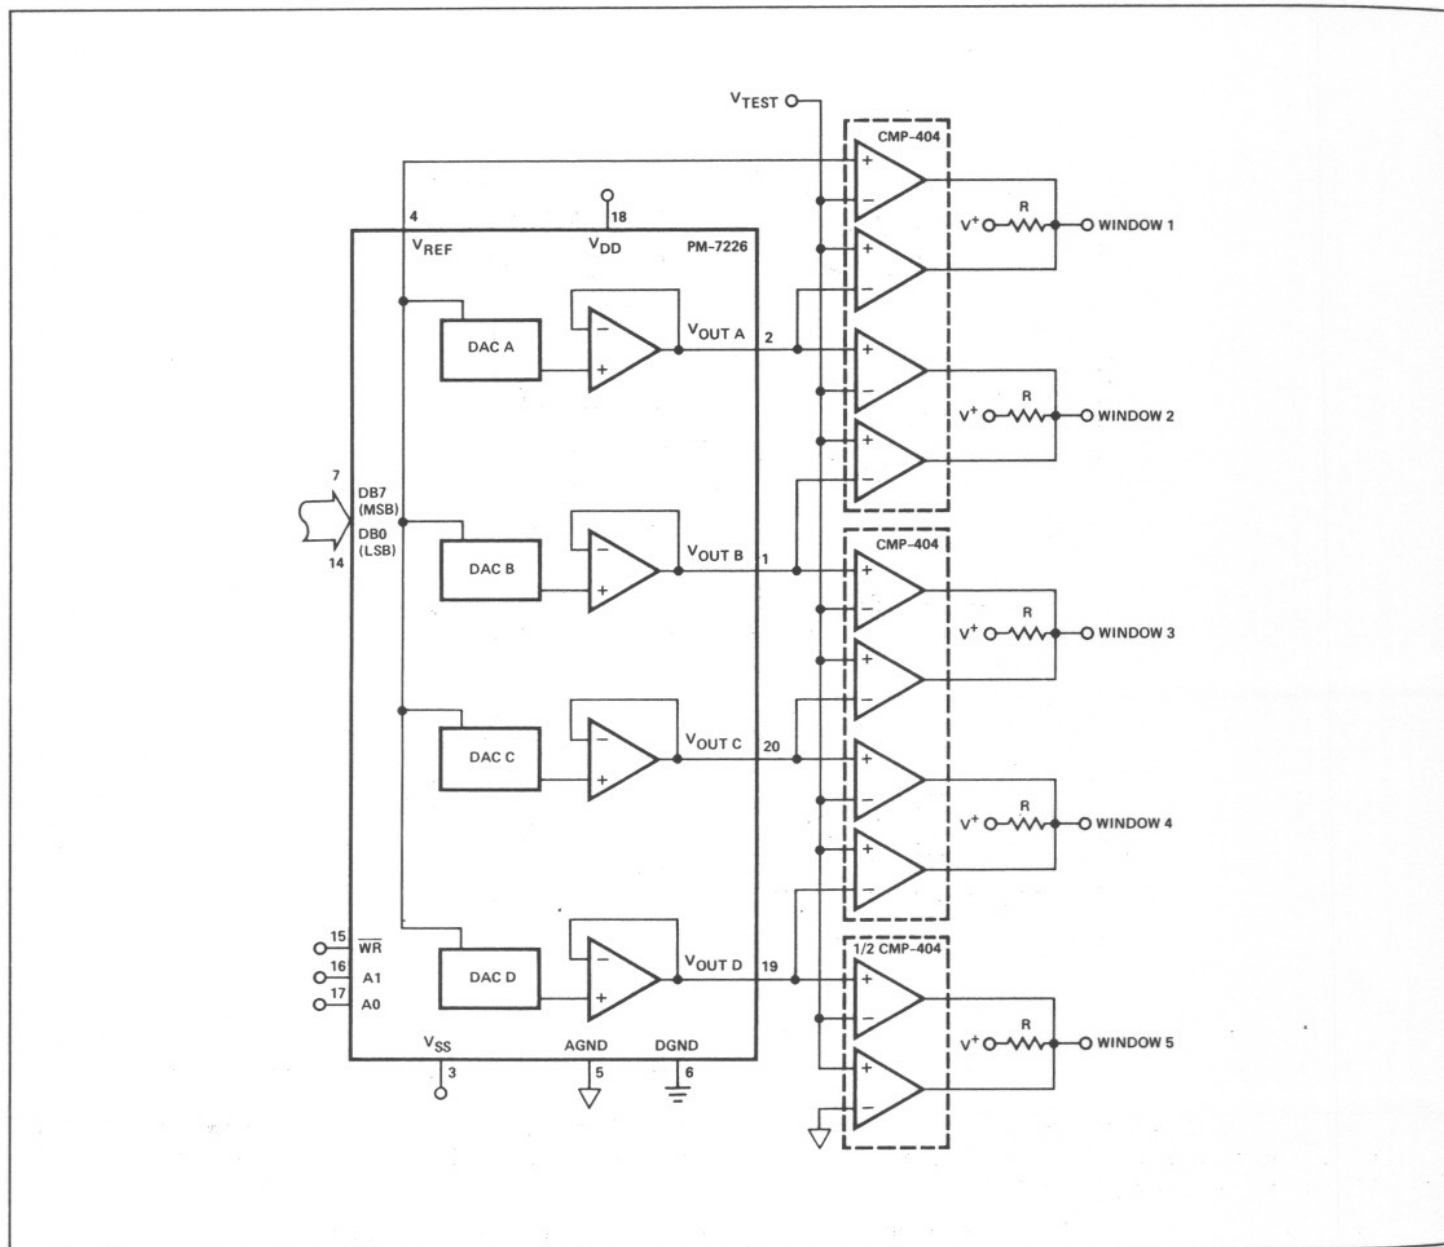 VTEST
CMP-404
+
−
R
V+
WINDOW 1
4
18
VREF
VDD
PM-7226
+
−
−
+
DAC A
VOUT A
2
+
−
R
V+
WINDOW 2
+
−
7
DB7
(MSB)
DB0
(LSB)
14
−
+
DAC B
VOUT B
1
CMP-404
+
−
R
V+
WINDOW 3
+
−
−
+
DAC C
VOUT C
20
+
−
R
V+
WINDOW 4
+
−
15
WR
16
A1
17
A0
−
+
DAC D
VOUT D
19
1/2 CMP-404
+
−
R
V+
WINDOW 5
+
−
VSS
AGND
DGND
3
5
6